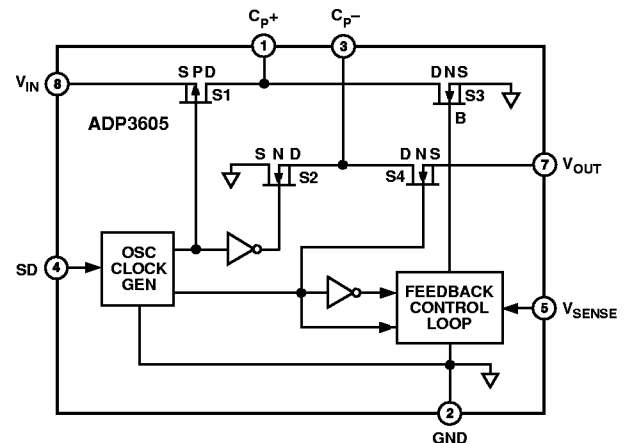 CP+
CP–
1
3
VIN
8
S P D
S1
D N S
S3
B
ADP3605
S N D
S2
D N S
S4
7
VOUT
OSC
CLOCK
GEN
SD
4
FEEDBACK
CONTROL
LOOP
5
VSENSE
2
GND